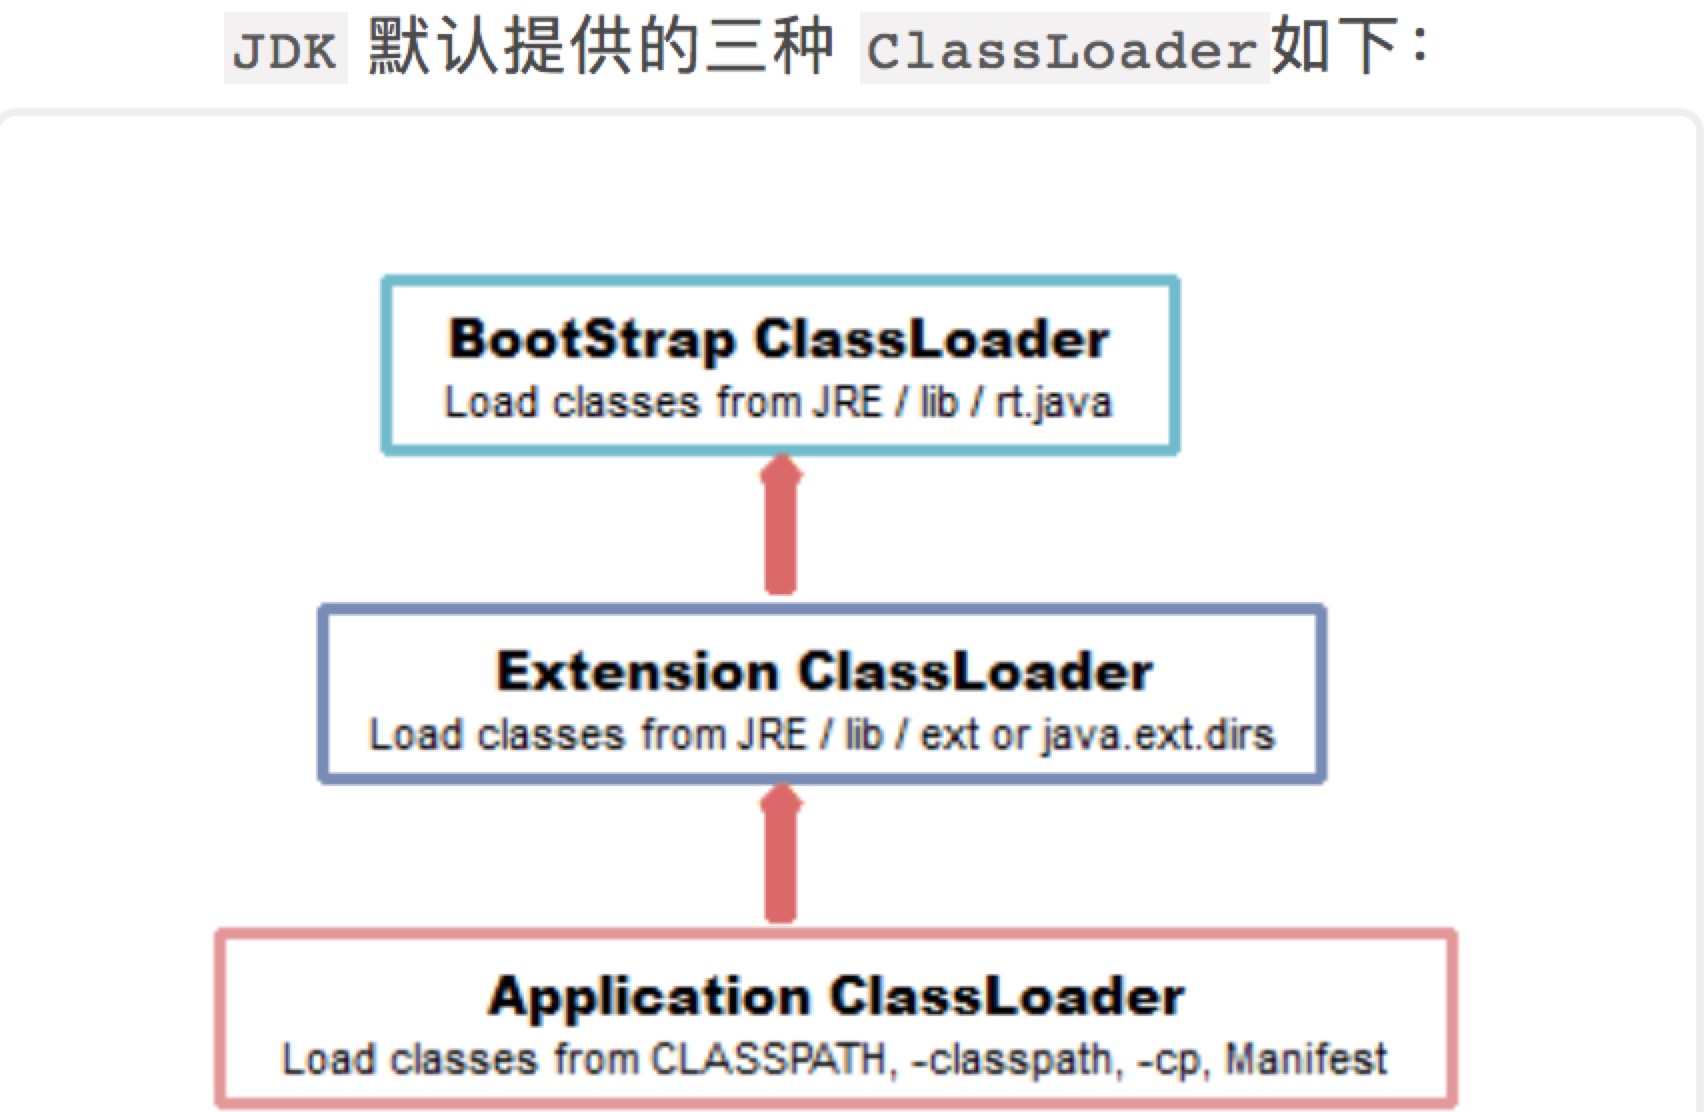 JDK 默认提供的三种 ClassLoader如下：
BootStrap ClassLoader
Load classes from JRE / lib / rt.java
Extension ClassLoader
Load classes from JRE / lib / ext or java.ext.dirs
Application ClassLoader
Load classes from CLASSPATH, -classpath, -cp, Manifest